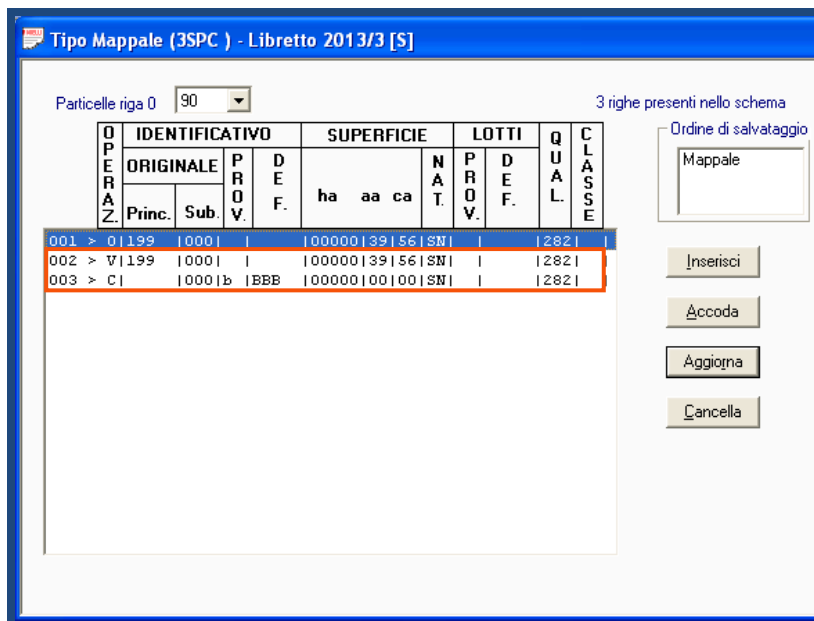 Tipo Mappale (3SPC ) - Libretto 2013/3 [S]
Particelle riga 0 90
3 righe presenti nello schema
OPERAZ. IDENTIFICATIVO SUPERFICIE LOTTI QUAL. CLASSE
ORIGINALE PROV. DEF. ha aa ca NAT. PROV. DEF.
Princ. Sub.
001 > O|199 |000| | |00000|39|56|SN| | |282| |
002 > V|199 |000| | |00000|39|56|SN| | |282| |
003 > C| |000|b |BBB |00000|00|00|SN| | |282| |
Ordine di salvataggio
Mappale
Inserisci
Accoda
Aggiorna
Cancella